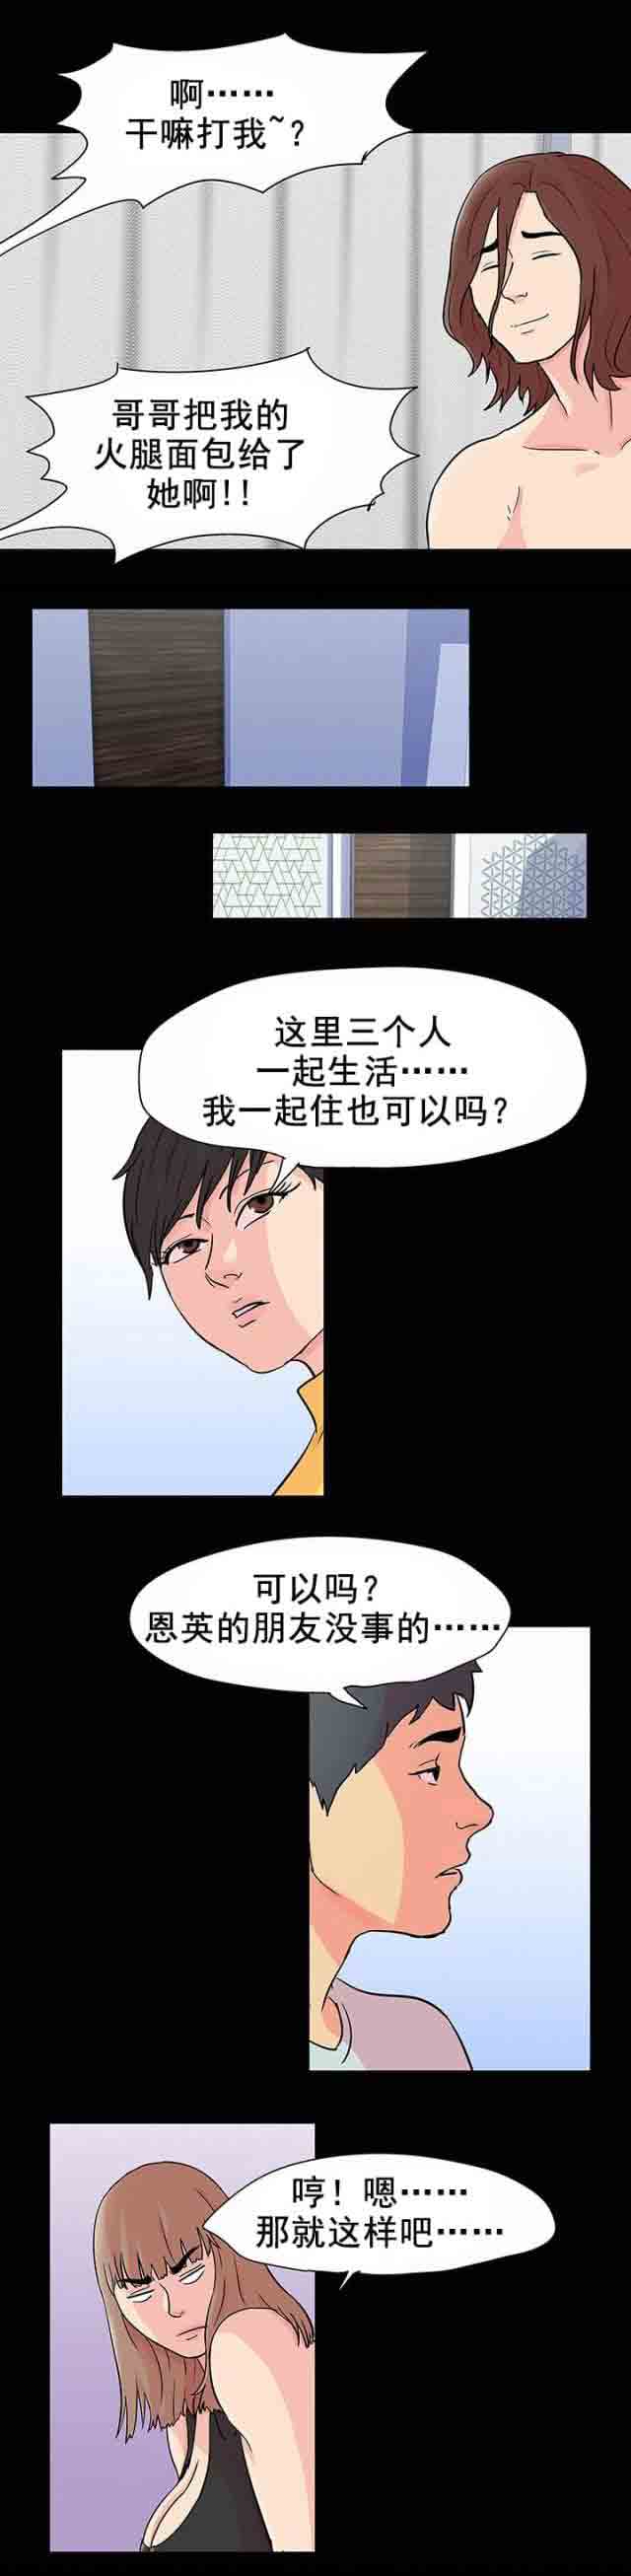 啊……
干嘛打我~?
哥哥把我的
火腿面包给了
她啊!!
这里三个人
一起生活……
我一起住也可以吗?
可以吗?
恩英的朋友没事的……
哼！嗯……
那就这样吧……